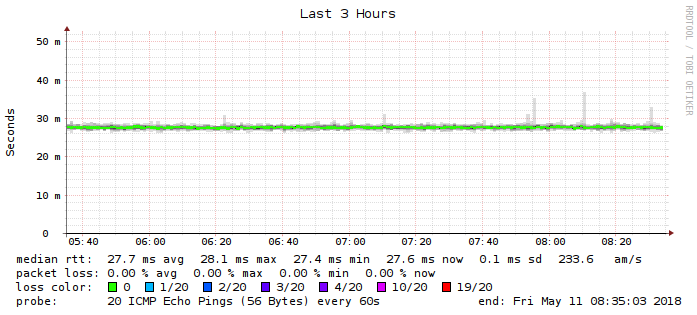 Last 3 Hours
RRDTOOL / TOBI OETIKER
Seconds
50 m
40 m
30 m
20 m
10 m
0
05:40 06:00 06:20 06:40 07:00 07:20 07:40 08:00 08:20
median rtt: 27.7 ms avg 28.1 ms max 27.4 ms min 27.6 ms now 0.1 ms sd 233.6 am/s
packet loss: 0.00 % avg 0.00 % max 0.00 % min 0.00 % now
loss color: 0 1/20 2/20 3/20 4/20 10/20 19/20
probe: 20 ICMP Echo Pings (56 Bytes) every 60s end: Fri May 11 08:35:03 2018